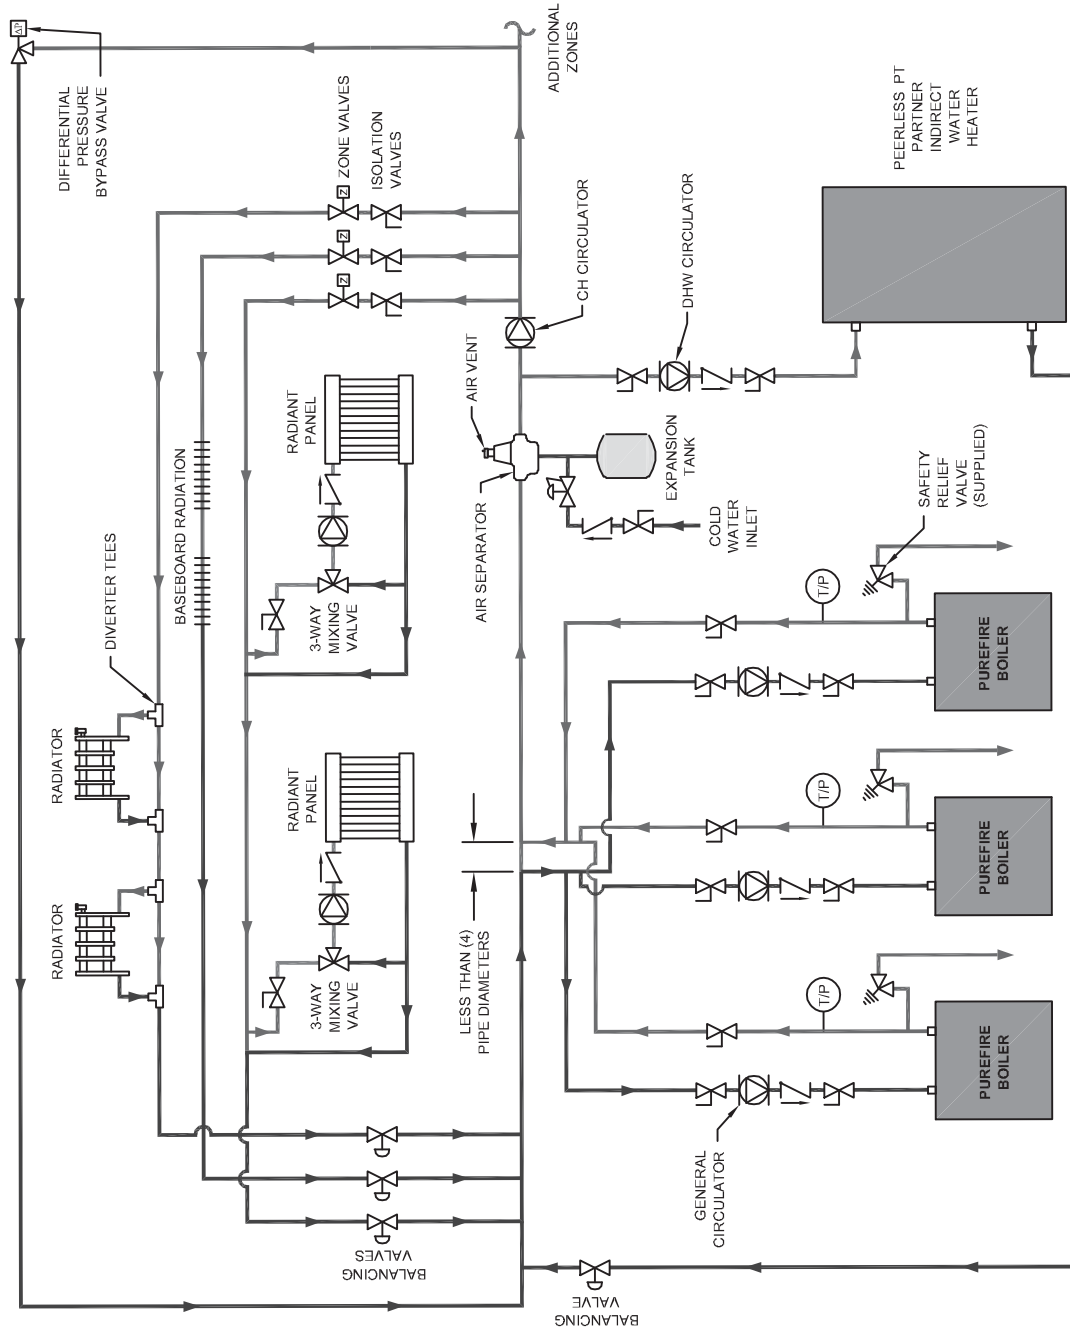 ΔP
DIFFERENTIAL
PRESSURE
BYPASS VALVE
ZONE VALVES
Z
Z
Z
ISOLATION
VALVES
ADDITIONAL
ZONES
PEERLESS PT
PARTNER
INDIRECT
WATER
HEATER
CH CIRCULATOR
DHW CIRCULATOR
AIR VENT
AIR SEPARATOR
EXPANSION
TANK
COLD
WATER
INLET
SAFETY
RELIEF
VALVE
(SUPPLIED)
DIVERTER TEES
BASEBOARD RADIATION
RADIANT
PANEL
3-WAY
MIXING
VALVE
RADIATOR
RADIATOR
RADIANT
PANEL
3-WAY
MIXING
VALVE
LESS THAN (4)
PIPE DIAMETERS
T/P
PUREFIRE
BOILER
T/P
PUREFIRE
BOILER
T/P
PUREFIRE
BOILER
GENERAL
CIRCULATOR
BALANCING
VALVES
BALANCING
VALVE